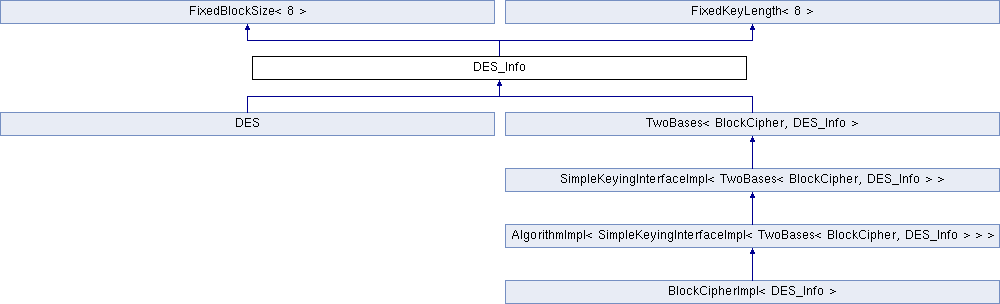 FixedBlockSize< 8 >
FixedKeyLength< 8 >
DES_Info
DES
TwoBases< BlockCipher, DES_Info >
SimpleKeyingInterfaceImpl< TwoBases< BlockCipher, DES_Info > >
AlgorithmImpl< SimpleKeyingInterfaceImpl< TwoBases< BlockCipher, DES_Info > > >
BlockCipherImpl< DES_Info >